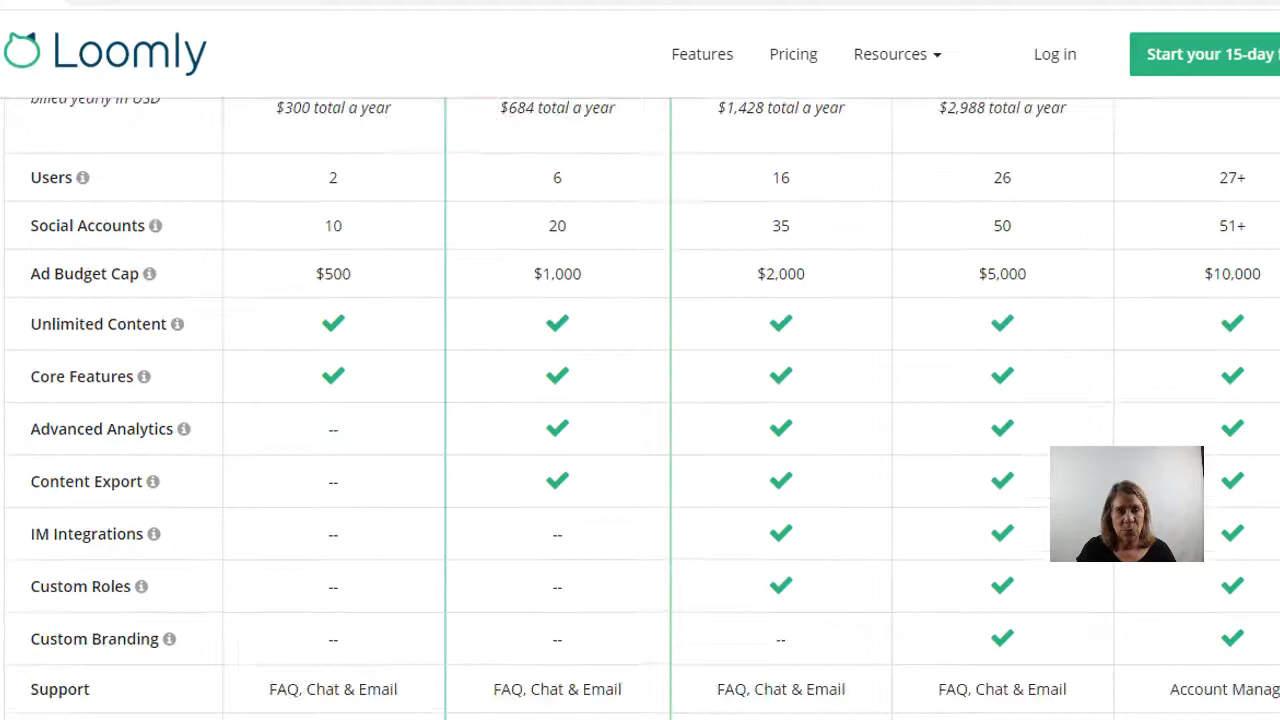 Loomly
Features Pricing Resources Log in Start your 15-day
billed yearly in USD $300 total a year $684 total a year $1,428 total a year $2,988 total a year
Users 2 6 16 26 27+
Social Accounts 10 20 35 50 51+
Ad Budget Cap $500 $1,000 $2,000 $5,000 $10,000
Unlimited Content
Core Features
Advanced Analytics --
Content Export --
IM Integrations -- --
Custom Roles -- --
Custom Branding -- -- --
Support FAQ, Chat & Email FAQ, Chat & Email FAQ, Chat & Email FAQ, Chat & Email Account Manag